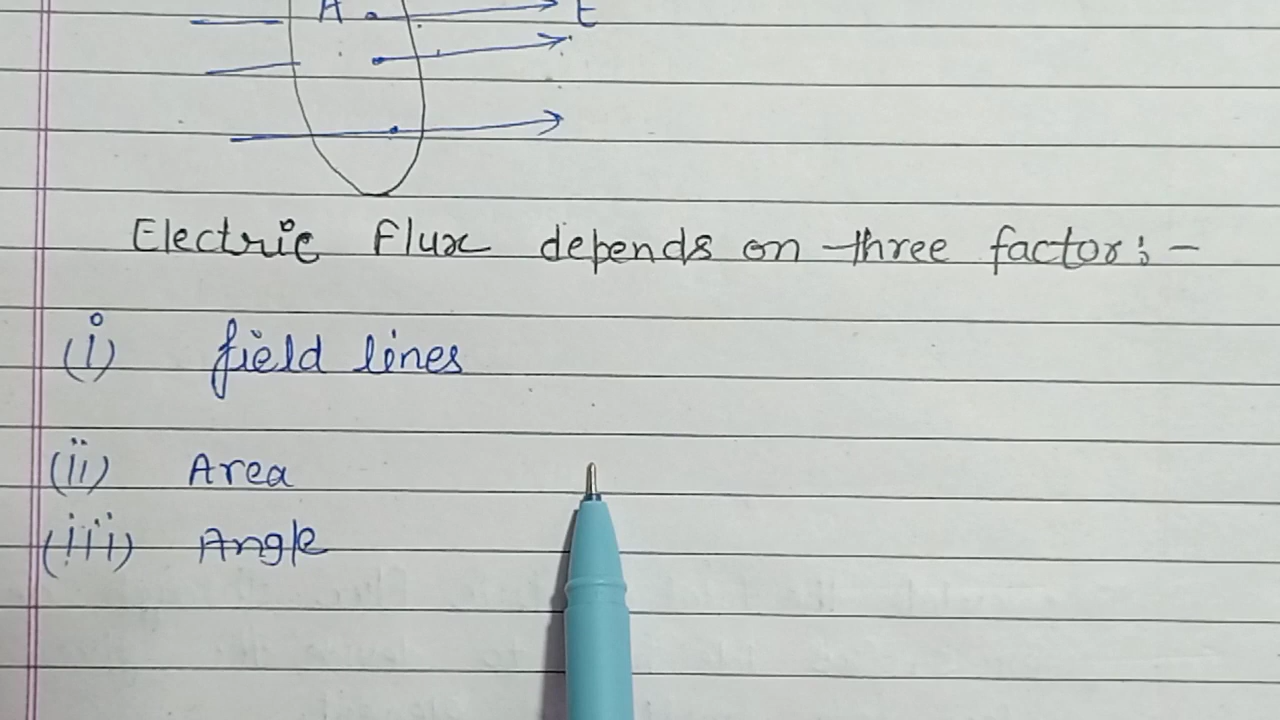 A E
Electric Flux depends on three factor:-
(i) field lines
(ii) Area
(iii) Angle